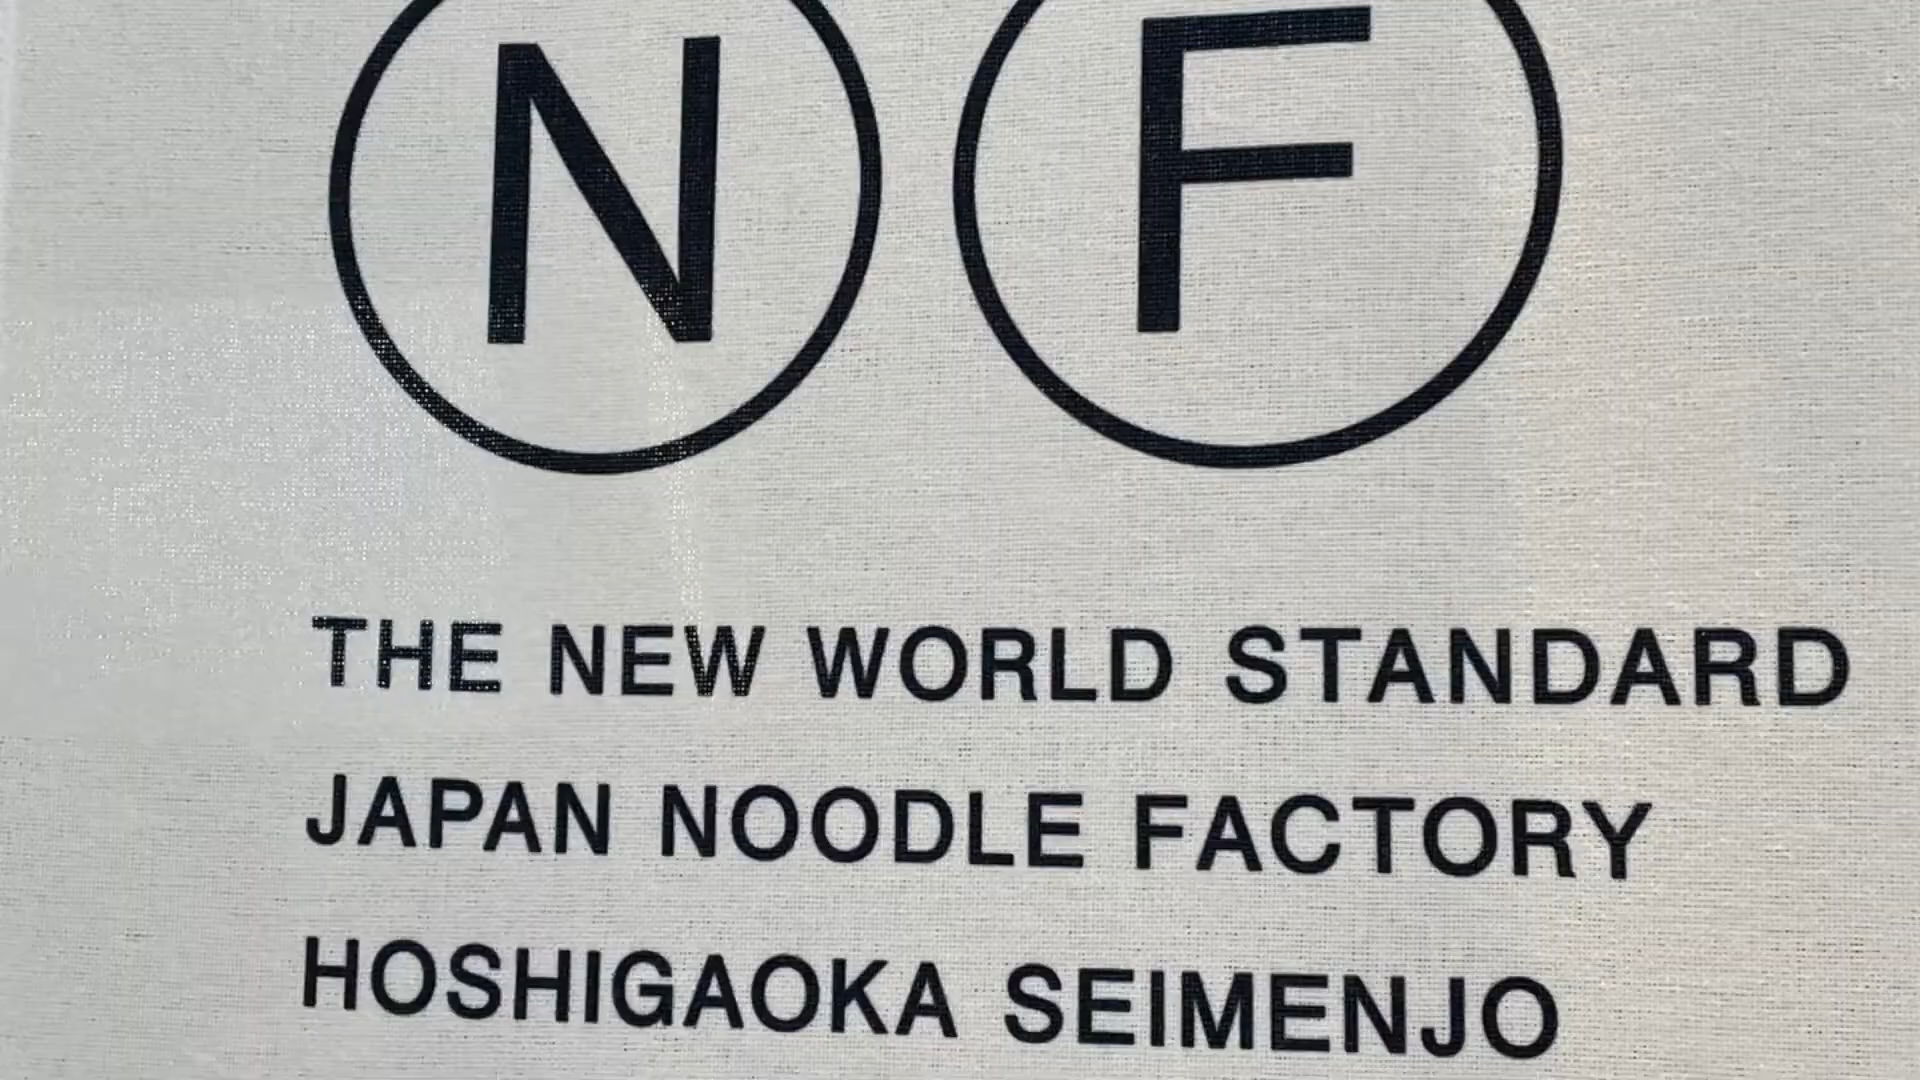 N F
THE NEW WORLD STANDARD
JAPAN NOODLE FACTORY
HOSHIGAOKA SEIMENJO